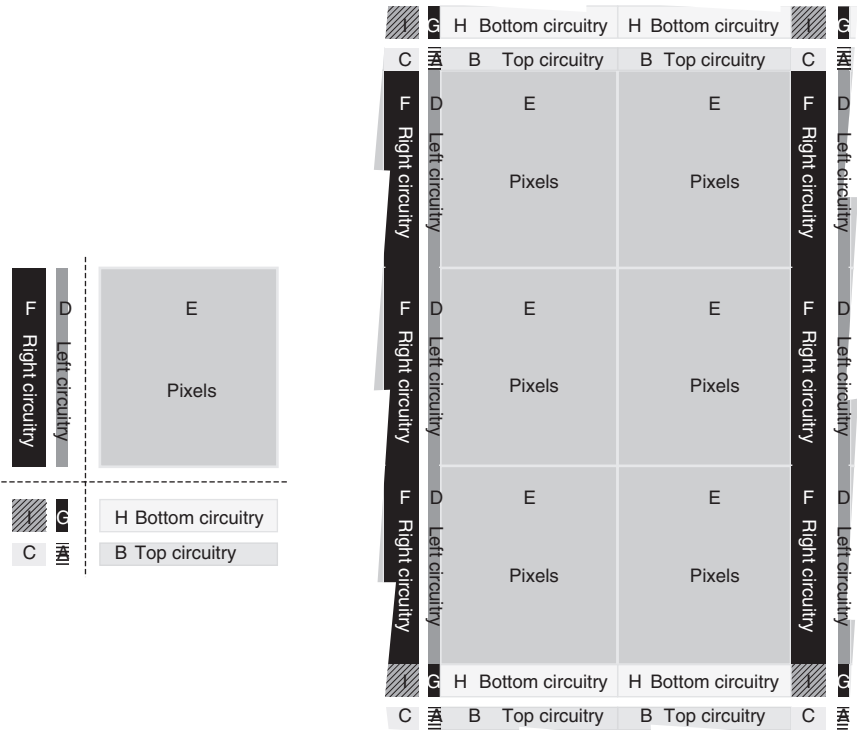 I G H Bottom circuitry H Bottom circuitry I G
C A B Top circuitry B Top circuitry C A
F D E E F D
Right circuitry Left circuitry Pixels Pixels Right circuitry Left circuitry
F D E
Right circuitry Left circuitry Pixels
F D E E F D
Right circuitry Left circuitry Pixels Pixels Right circuitry Left circuitry
I G H Bottom circuitry
C A B Top circuitry
F D E E F D
Right circuitry Left circuitry Pixels Pixels Right circuitry Left circuitry
I G H Bottom circuitry H Bottom circuitry I G
C A B Top circuitry B Top circuitry C A